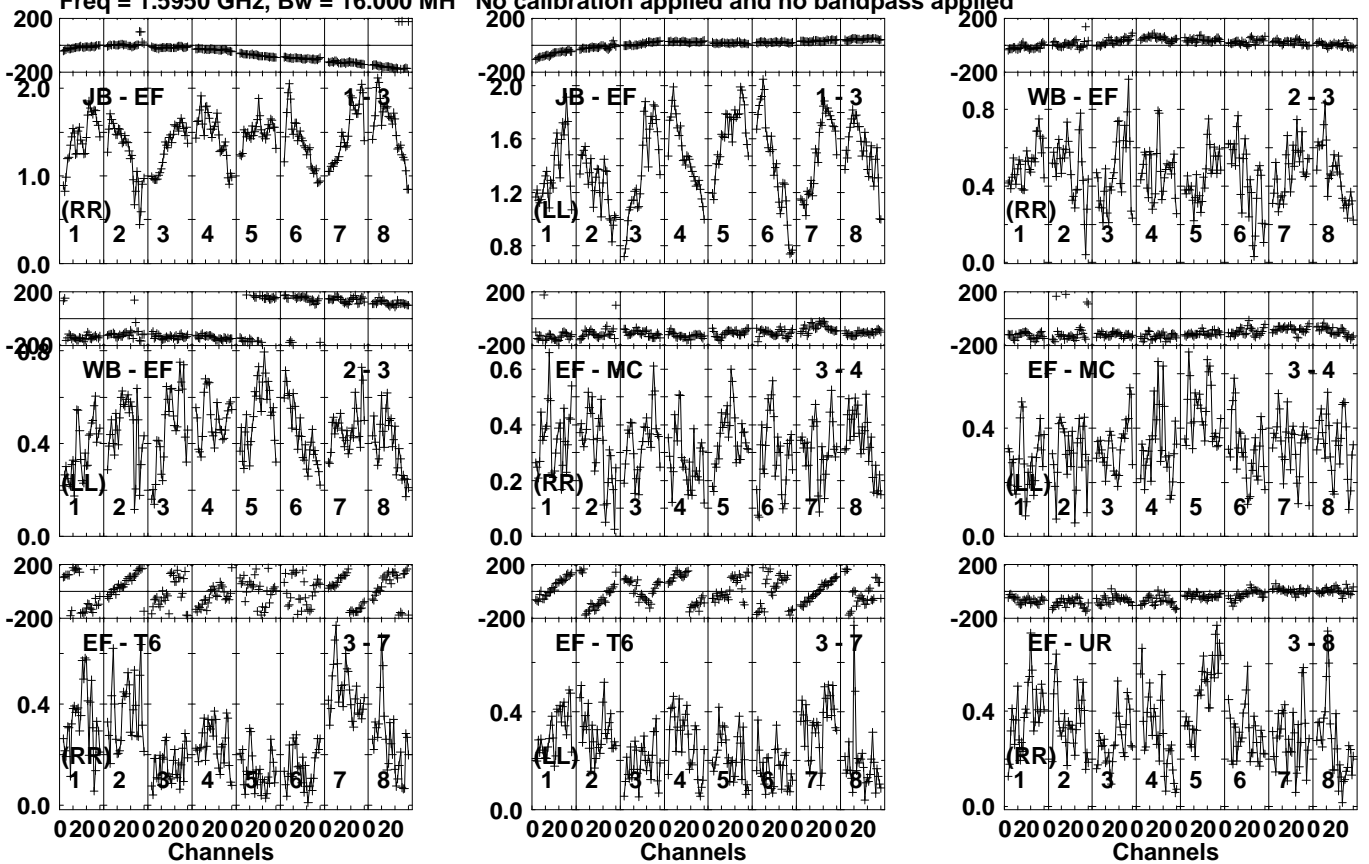 Freq = 1.5950 GHz, Bw = 16.000 MH No calibration applied and no bandpass applied
200
-200
2.0
1.0
0.0
JB - EF
1 - 3
(RR)
1 2 3 4 5 6 7 8
200
-200
2.0
1.6
1.2
0.8
JB - EF
1 - 3
(LL)
1 2 3 4 5 6 7 8
200
-200
0.8
0.4
0.0
WB - EF
2 - 3
(RR)
1 2 3 4 5 6 7 8
200
-200
0.8
0.4
0.0
WB - EF
2 - 3
(LL)
1 2 3 4 5 6 7 8
200
-200
0.6
0.4
0.2
0.0
EF - MC
3 - 4
(RR)
1 2 3 4 5 6 7 8
200
-200
0.4
0.0
EF - MC
3 - 4
(LL)
1 2 3 4 5 6 7 8
200
-200
0.4
0.0
EF - T6
3 - 7
(RR)
1 2 3 4 5 6 7 8
200
-200
0.4
0.0
EF - T6
3 - 7
(LL)
1 2 3 4 5 6 7 8
200
-200
0.4
0.0
EF - UR
3 - 8
(RR)
1 2 3 4 5 6 7 8
0 20 0 20 0 20 0 20 0 20 0 20 0 20 0 20
Channels
0 20 0 20 0 20 0 20 0 20 0 20 0 20 0 20
Channels
0 20 0 20 0 20 0 20 0 20 0 20 0 20 0 20
Channels